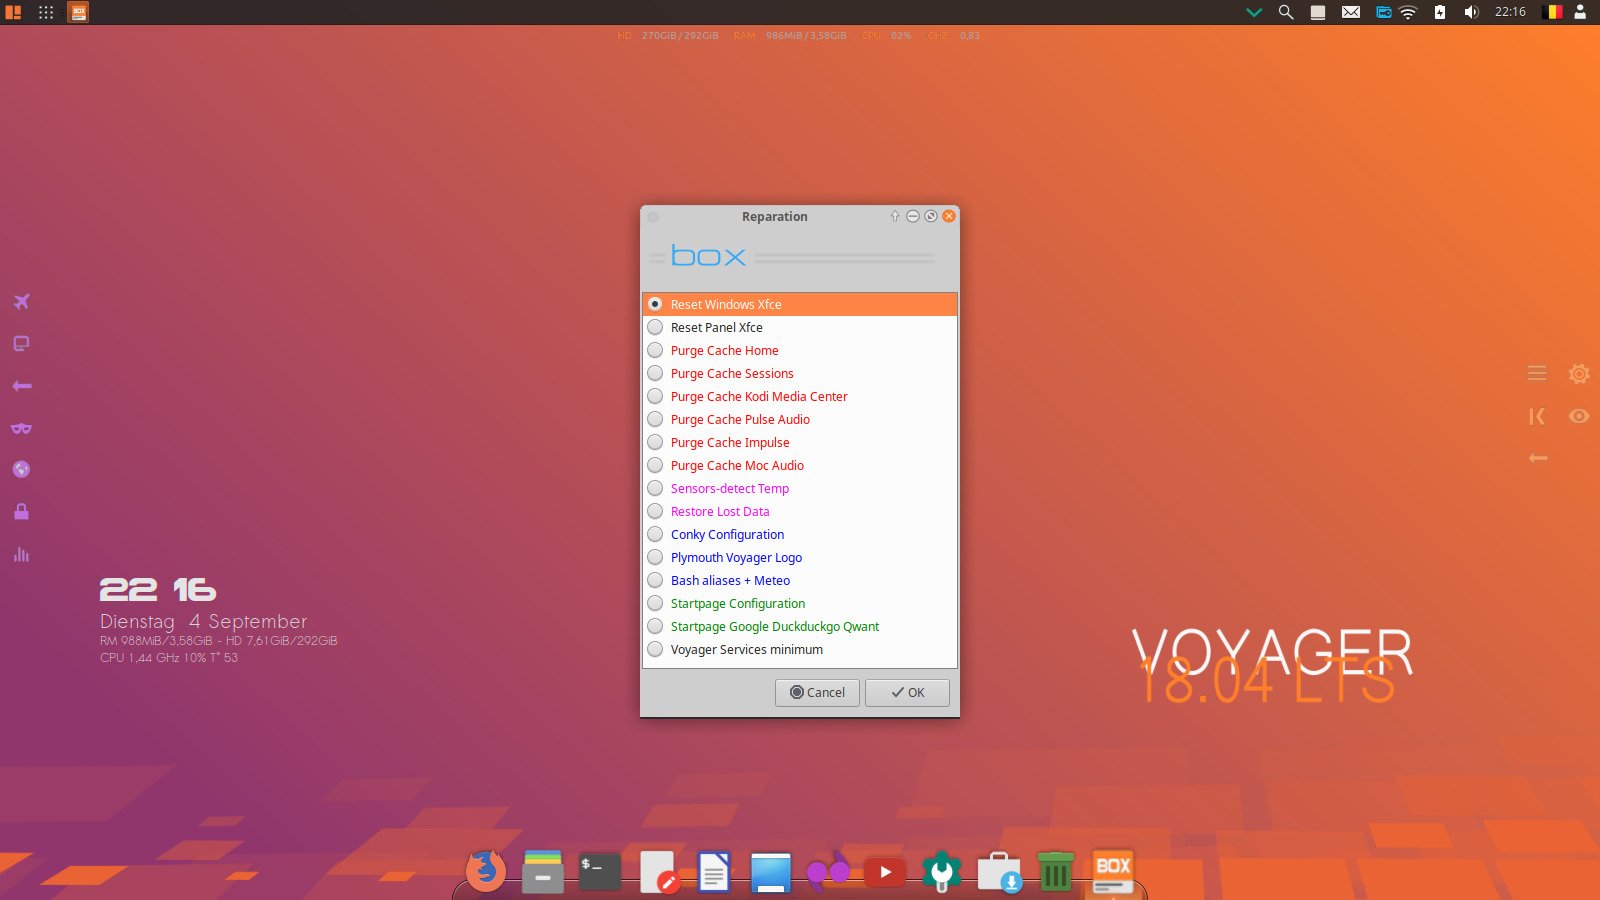 BOX
22:16
HD 270GiB/292GiB RAM 986MiB/3,58GiB CPU 02% GHZ 0,83
Reparation
box
Reset Windows Xfce
Reset Panel Xfce
Purge Cache Home
Purge Cache Sessions
Purge Cache Kodi Media Center
Purge Cache Pulse Audio
Purge Cache Impulse
Purge Cache Moc Audio
Sensors-detect Temp
Restore Lost Data
Conky Configuration
Plymouth Voyager Logo
Bash aliases + Meteo
Startpage Configuration
Startpage Google Duckduckgo Qwant
Voyager Services minimum
Cancel OK
22 16
Dienstag 4 September
RM 988MiB/3,58GiB - HD 7,61GiB/292GiB
CPU 1,44 GHz 10% T° 53
VOYAGER
18.04 LTS
$_
BOX